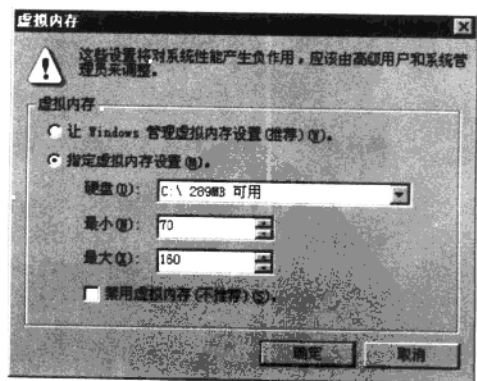 虚拟内存
这些设置将对系统性能产生负作用，应该由高级用户和系统管
理员来调整。
虚拟内存
让 Windows 管理虚拟内存设置(推荐)(W)。
指定虚拟内存设置(M)。
硬盘(D): C:\ 289MB 可用
最小(N): 70
最大(X): 160
禁用虚拟内存(不推荐)(S)。
确定 取消